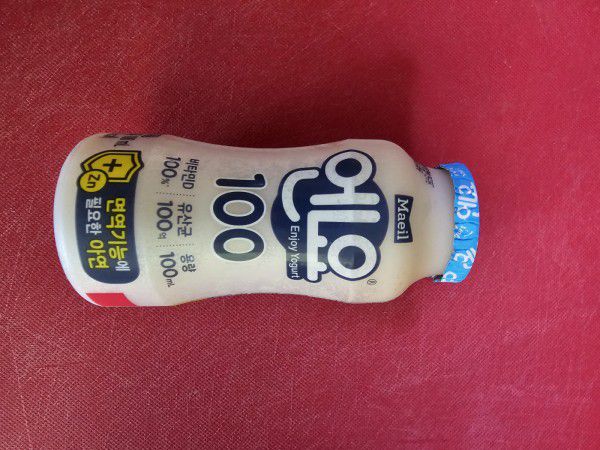 Maeil
엔요
®
Enjoy Yogurt
100
비타민D 유산균 용량
100% 100억 100mL
Zn
면역기능에
필요한 아연